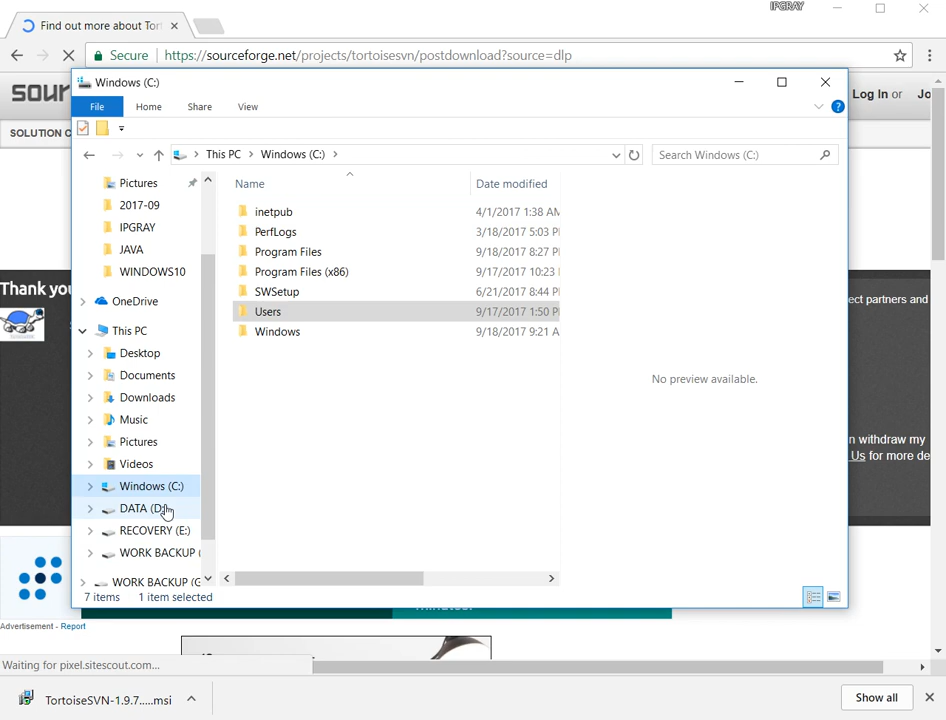 IPGRAY
Find out more about Tort
Secure | https://sourceforge.net/projects/tortoisesvn/postdownload?source=dlp
SOUR
Log In or Jo
SOLUTION C
Windows (C:)
File Home Share View
This PC > Windows (C:) >
Search Windows (C:)
Pictures
2017-09
IPGRAY
JAVA
WINDOWS10
OneDrive
This PC
Desktop
Documents
Downloads
Music
Pictures
Videos
Windows (C:)
DATA (D:)
RECOVERY (E:)
WORK BACKUP (
WORK BACKUP (G
Name Date modified
inetpub 4/1/2017 1:38 AM
PerfLogs 3/18/2017 5:03 P
Program Files 9/18/2017 8:27 P
Program Files (x86) 9/17/2017 10:23
SWSetup 6/21/2017 8:44 P
Users 9/17/2017 1:50 P
Windows 9/18/2017 9:21 A
No preview available.
7 items 1 item selected
Thank you
ect partners and
n withdraw my
Us for more de
Advertisement - Report
Waiting for pixel.sitescout.com...
TortoiseSVN-1.9.7.....msi
Show all